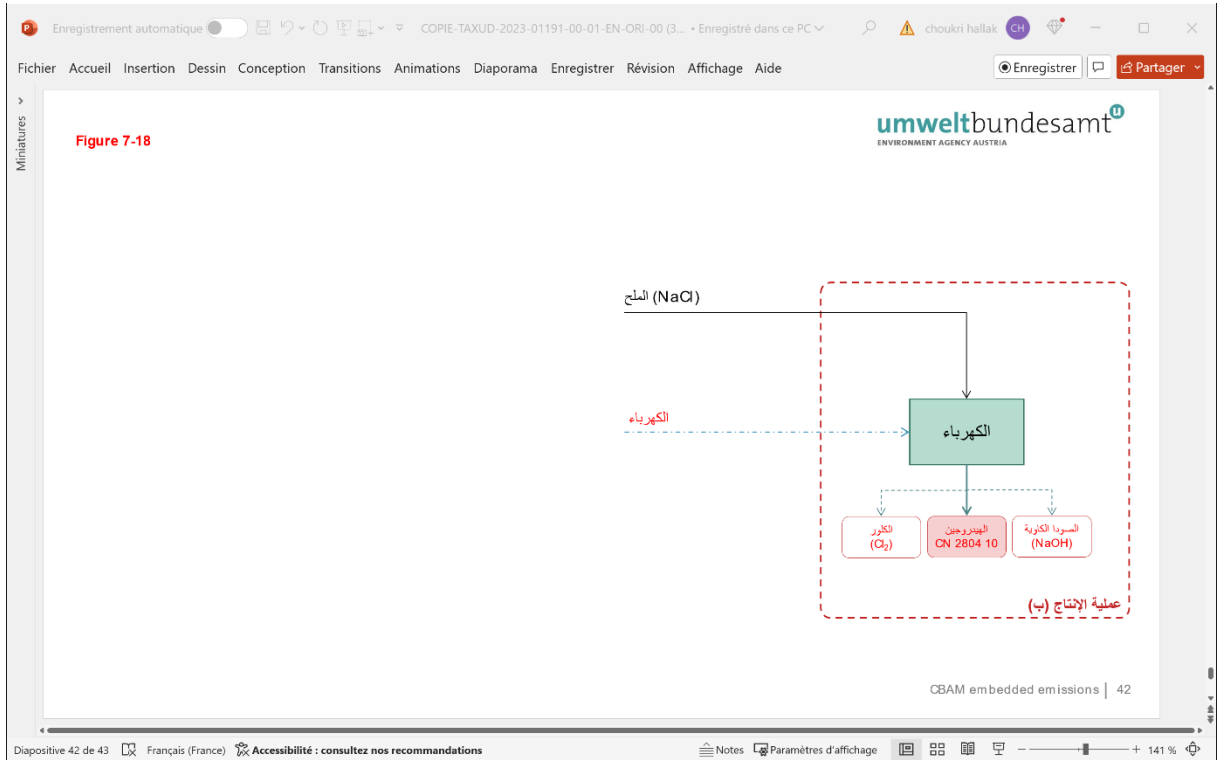 Enregistrement automatique
COPIE-TAXUD-2023-01191-00-01-EN-ORI-00 (3... • Enregistré dans ce PC
choukri hallak
CH
Fichier Accueil Insertion Dessin Conception Transitions Animations Diaporama Enregistrer Révision Affichage Aide
Enregistrer
Partager
Miniatures
Figure 7-18
umweltbundesamt
u
ENVIRONMENT AGENCY AUSTRIA
الملح (NaCl)
الكهرباء
الكهرباء
الكلور
(Cl₂)
الهيدروجين
CN 2804 10
الصودا الكاوية
(NaOH)
عملية الإنتاج (ب)
CBAM embedded emissions | 42
Diapositive 42 de 43 Français (France) Accessibilité : consultez nos recommandations Notes Paramètres d'affichage 141 %